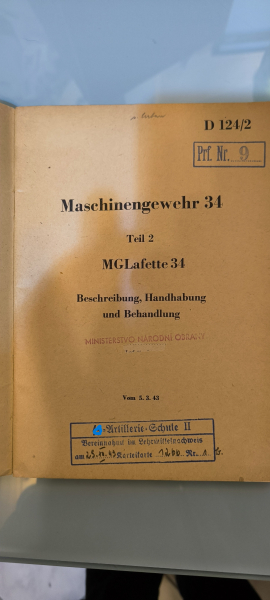 D 124/2
Prf. Nr. 9
Maschinengewehr 34
Teil 2
MGLafette 34
Beschreibung, Handhabung
und Behandlung
MINISTERSTVO NÁRODNÍ OBRANY
Vom 5. 3. 43
-Artillerie-Schule II
Vereinnahmt im Lehrmittelnachweis
am 23. 43 Karteikarte 1200 Nr. 1